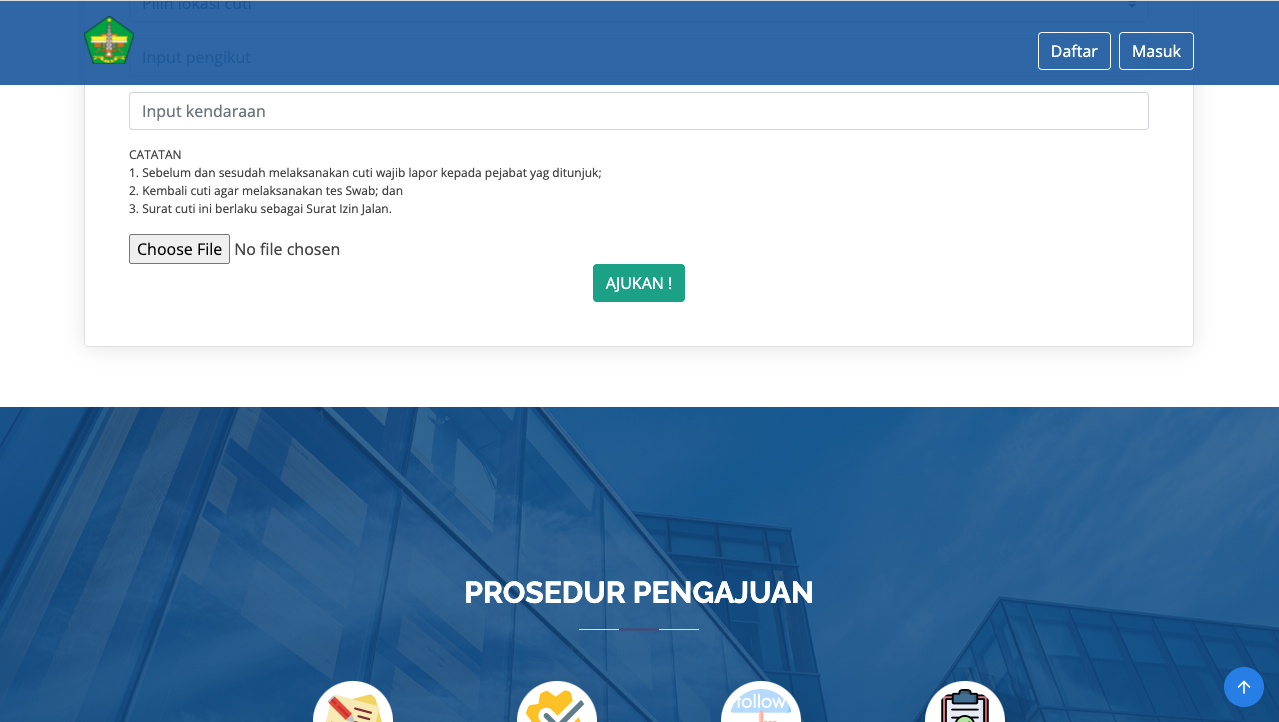 Pilih lokasi cuti
Input pengikut
Daftar
Masuk
Input kendaraan
CATATAN
1. Sebelum dan sesudah melaksanakan cuti wajib lapor kepada pejabat yag ditunjuk;
2. Kembali cuti agar melaksanakan tes Swab; dan
3. Surat cuti ini berlaku sebagai Surat Izin Jalan.
Choose File No file chosen
AJUKAN !
PROSEDUR PENGAJUAN
follow